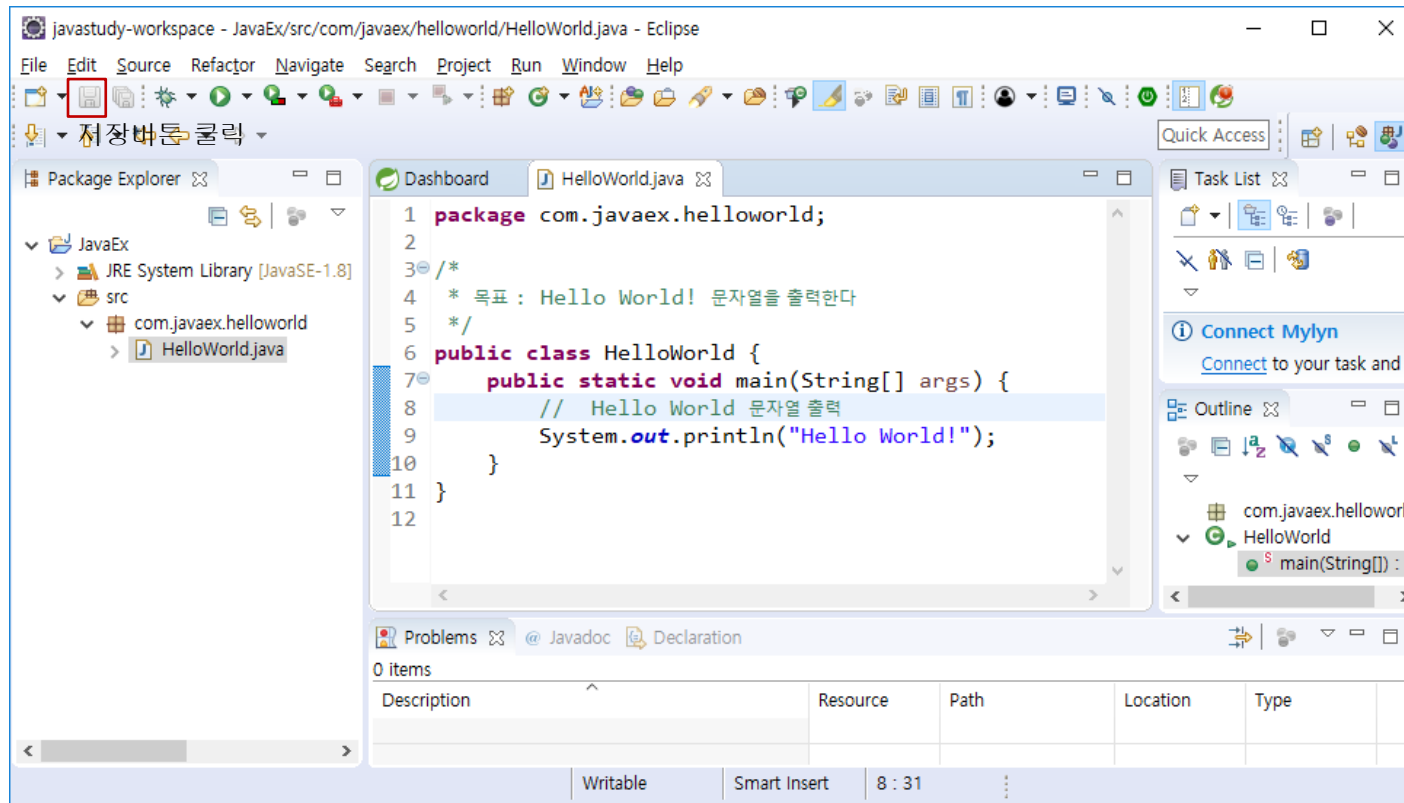 javastudy-workspace - JavaEx/src/com/javaex/helloworld/HelloWorld.java - Eclipse
File Edit Source Refactor Navigate Search Project Run Window Help
저장버튼 클릭
Quick Access
Package Explorer
JavaEx
JRE System Library [JavaSE-1.8]
src
com.javaex.helloworld
HelloWorld.java
Dashboard HelloWorld.java
1 package com.javaex.helloworld;
2
3 /*
4 * 목표 : Hello World! 문자열을 출력한다
5 */
6 public class HelloWorld {
7 public static void main(String[] args) {
8 // Hello World 문자열 출력
9 System.out.println("Hello World!");
10 }
11 }
12
Task List
Connect Mylyn
Connect to your task and
Outline
com.javaex.hellowor
HelloWorld
main(String[]) :
Problems @ Javadoc Declaration
0 items
Description Resource Path Location Type
Writable Smart Insert 8 : 31